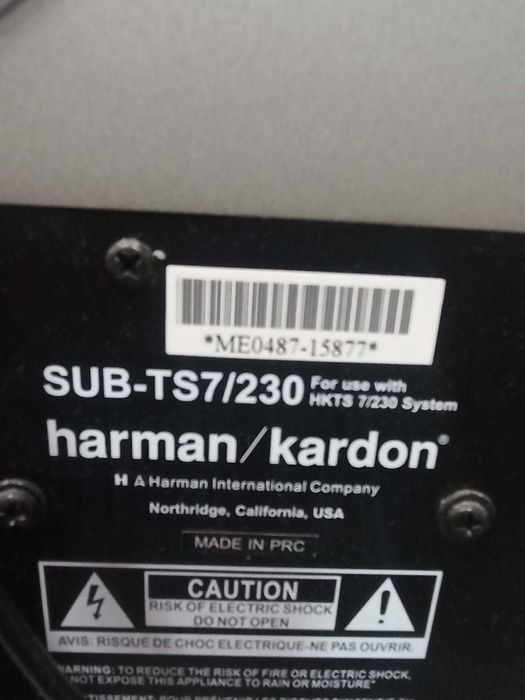 *ME0487-15877*
SUB-TS7/230 For use with
HKTS 7/230 System
harman/kardon®
H A Harman International Company
Northridge, California, USA
MADE IN PRC
CAUTION
RISK OF ELECTRIC SHOCK
DO NOT OPEN
AVIS: RISQUE DE CHOC ELECTRIQUE-NE PAS OUVRIR.
WARNING: TO REDUCE THE RISK OF FIRE OR ELECTRIC SHOCK,
NOT EXPOSE THIS APPLIANCE TO RAIN OR MOISTURE"